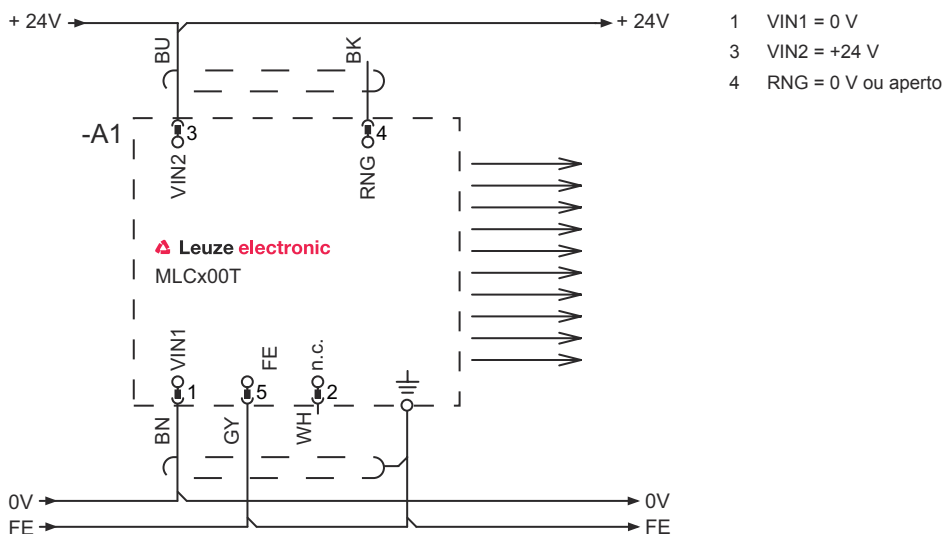 + 24V
+ 24V
1 VIN1 = 0 V
3 VIN2 = +24 V
4 RNG = 0 V ou aperto
BU
BK
-A1
3
4
VIN2
RNG
Leuze electronic
MLCx00T
VIN1
FE
n.c.
1
5
2
BN
GY
WH
0V
0V
FE
FE